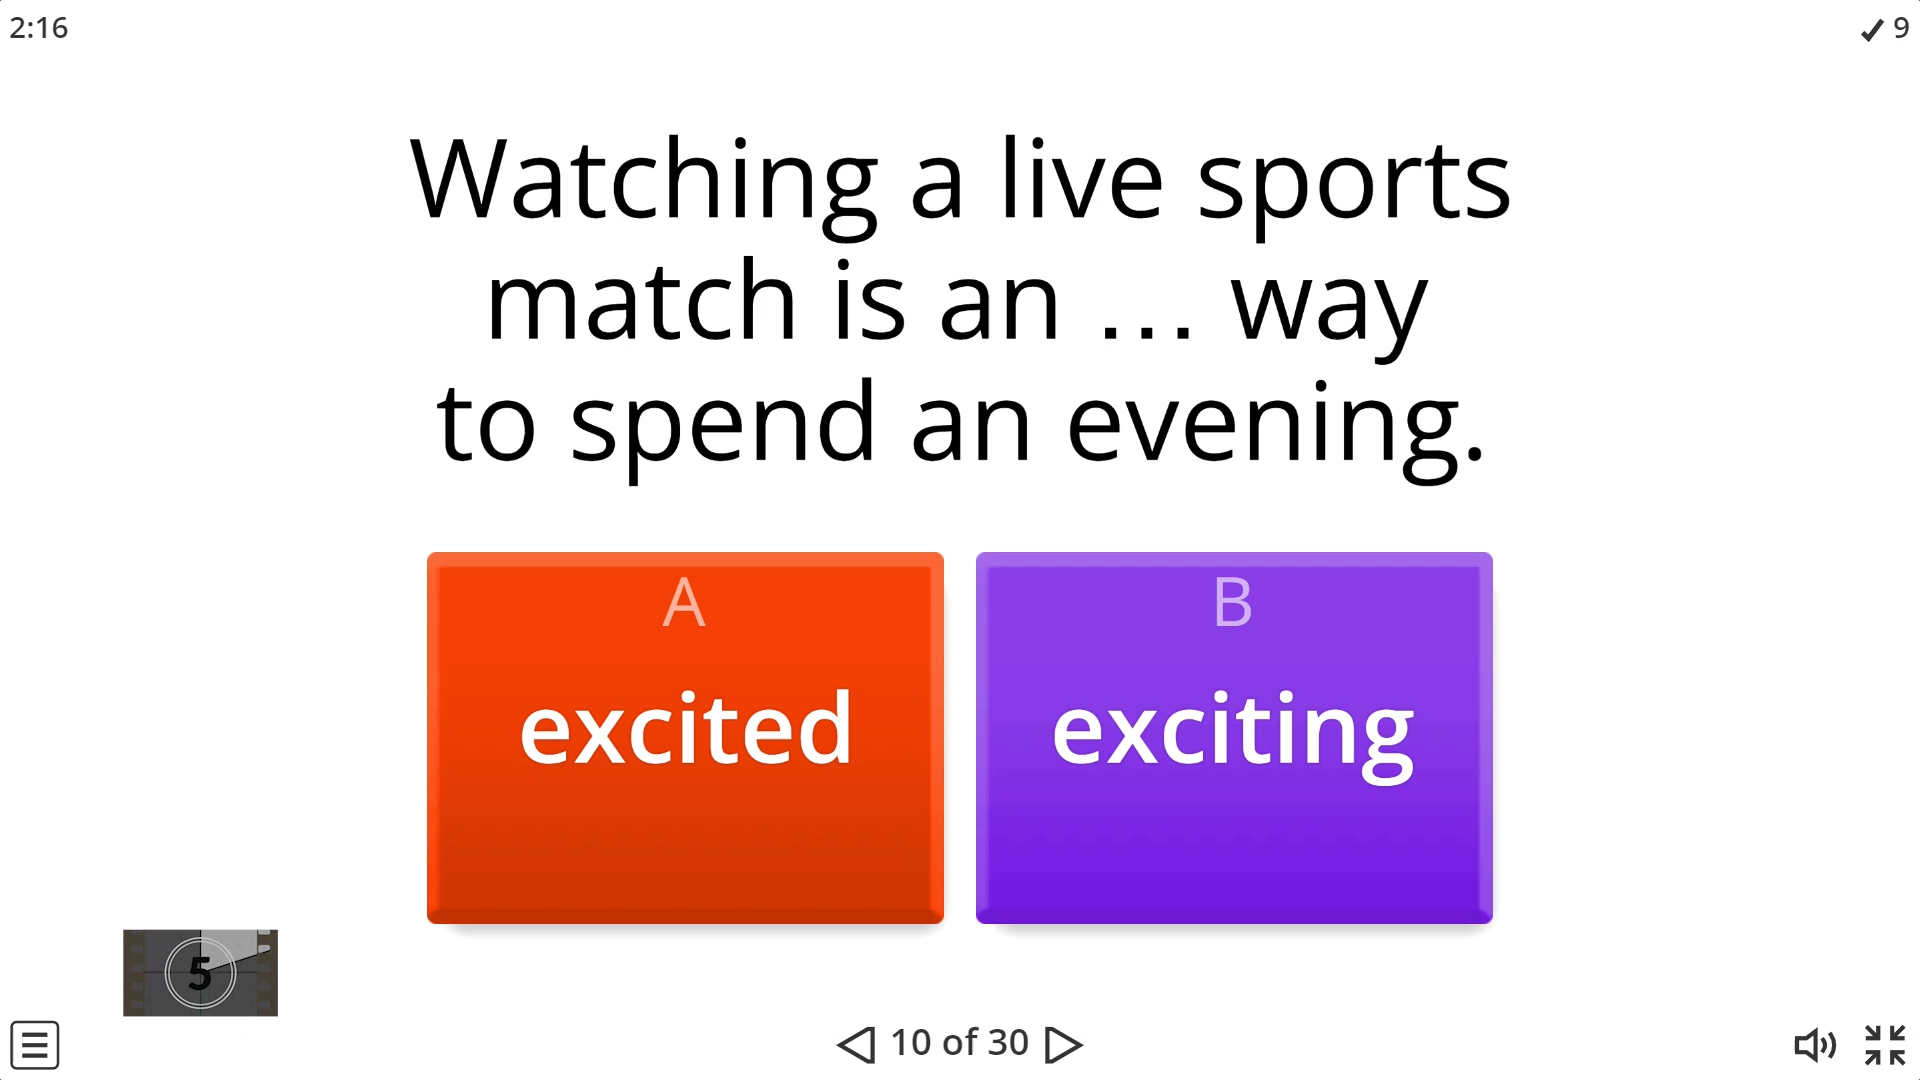 2:16
✓ 9
Watching a live sports
match is an … way
to spend an evening.
A
excited
B
exciting
5
10 of 30